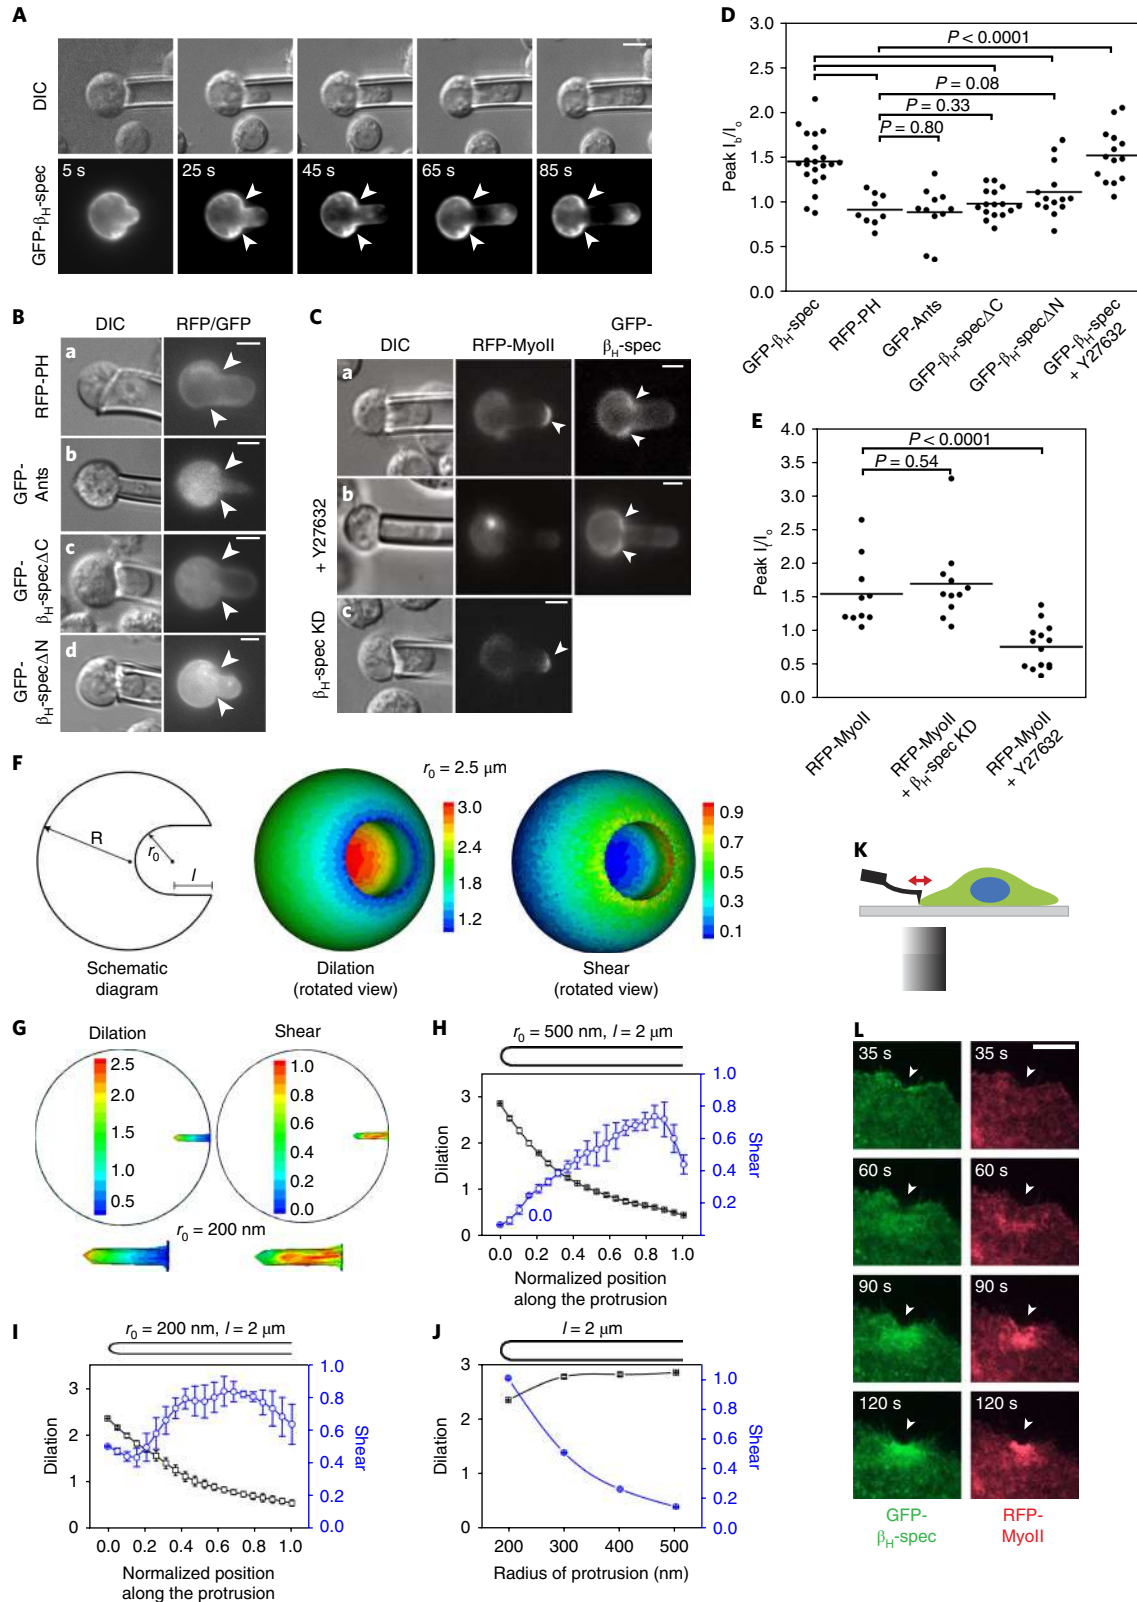 A
DIC
GFP-βH-spec
5 s
25 s
45 s
65 s
85 s
B
DIC
RFP/GFP
a
RFP-PH
b
GFP-
Ants
c
GFP-
βH-specΔC
d
GFP-
βH-specΔN
C
DIC
RFP-MyoII
GFP-
βH-spec
a
b
+ Y27632
c
βH-spec KD
D
Peak Ib/Io
3.0
2.5
2.0
1.5
1.0
0.5
0.0
P < 0.0001
P = 0.08
P = 0.33
P = 0.80
GFP-βH-spec
RFP-PH
GFP-Ants
GFP-βH-specΔC
GFP-βH-specΔN
GFP-βH-spec
+ Y27632
E
Peak It/Io
4.0
3.5
3.0
2.5
2.0
1.5
1.0
0.5
0.0
P < 0.0001
P = 0.54
RFP-MyoII
RFP-MyoII
+ βH-spec KD
RFP-MyoII
+ Y27632
F
R
r0
l
Schematic
diagram
r0 = 2.5 μm
3.0
2.4
1.8
1.2
Dilation
(rotated view)
0.9
0.7
0.5
0.3
0.1
Shear
(rotated view)
G
Dilation
2.5
2.0
1.5
1.0
0.5
Shear
1.0
0.8
0.6
0.4
0.2
0.0
r0 = 200 nm
H
r0 = 500 nm, l = 2 μm
Dilation
3
2
1
0
Shear
1.0
0.8
0.6
0.4
0.2
0.0
0.0 0.2 0.4 0.6 0.8 1.0
Normalized position
along the protrusion
I
r0 = 200 nm, l = 2 μm
Dilation
3
2
1
0
Shear
1.0
0.8
0.6
0.4
0.2
0.0
0.0 0.2 0.4 0.6 0.8 1.0
Normalized position
along the protrusion
J
l = 2 μm
Dilation
3
2
1
0
Shear
1.0
0.8
0.6
0.4
0.2
0.0
200 300 400 500
Radius of protrusion (nm)
K
L
35 s
35 s
60 s
60 s
90 s
90 s
120 s
120 s
GFP-
βH-spec
RFP-
MyoII